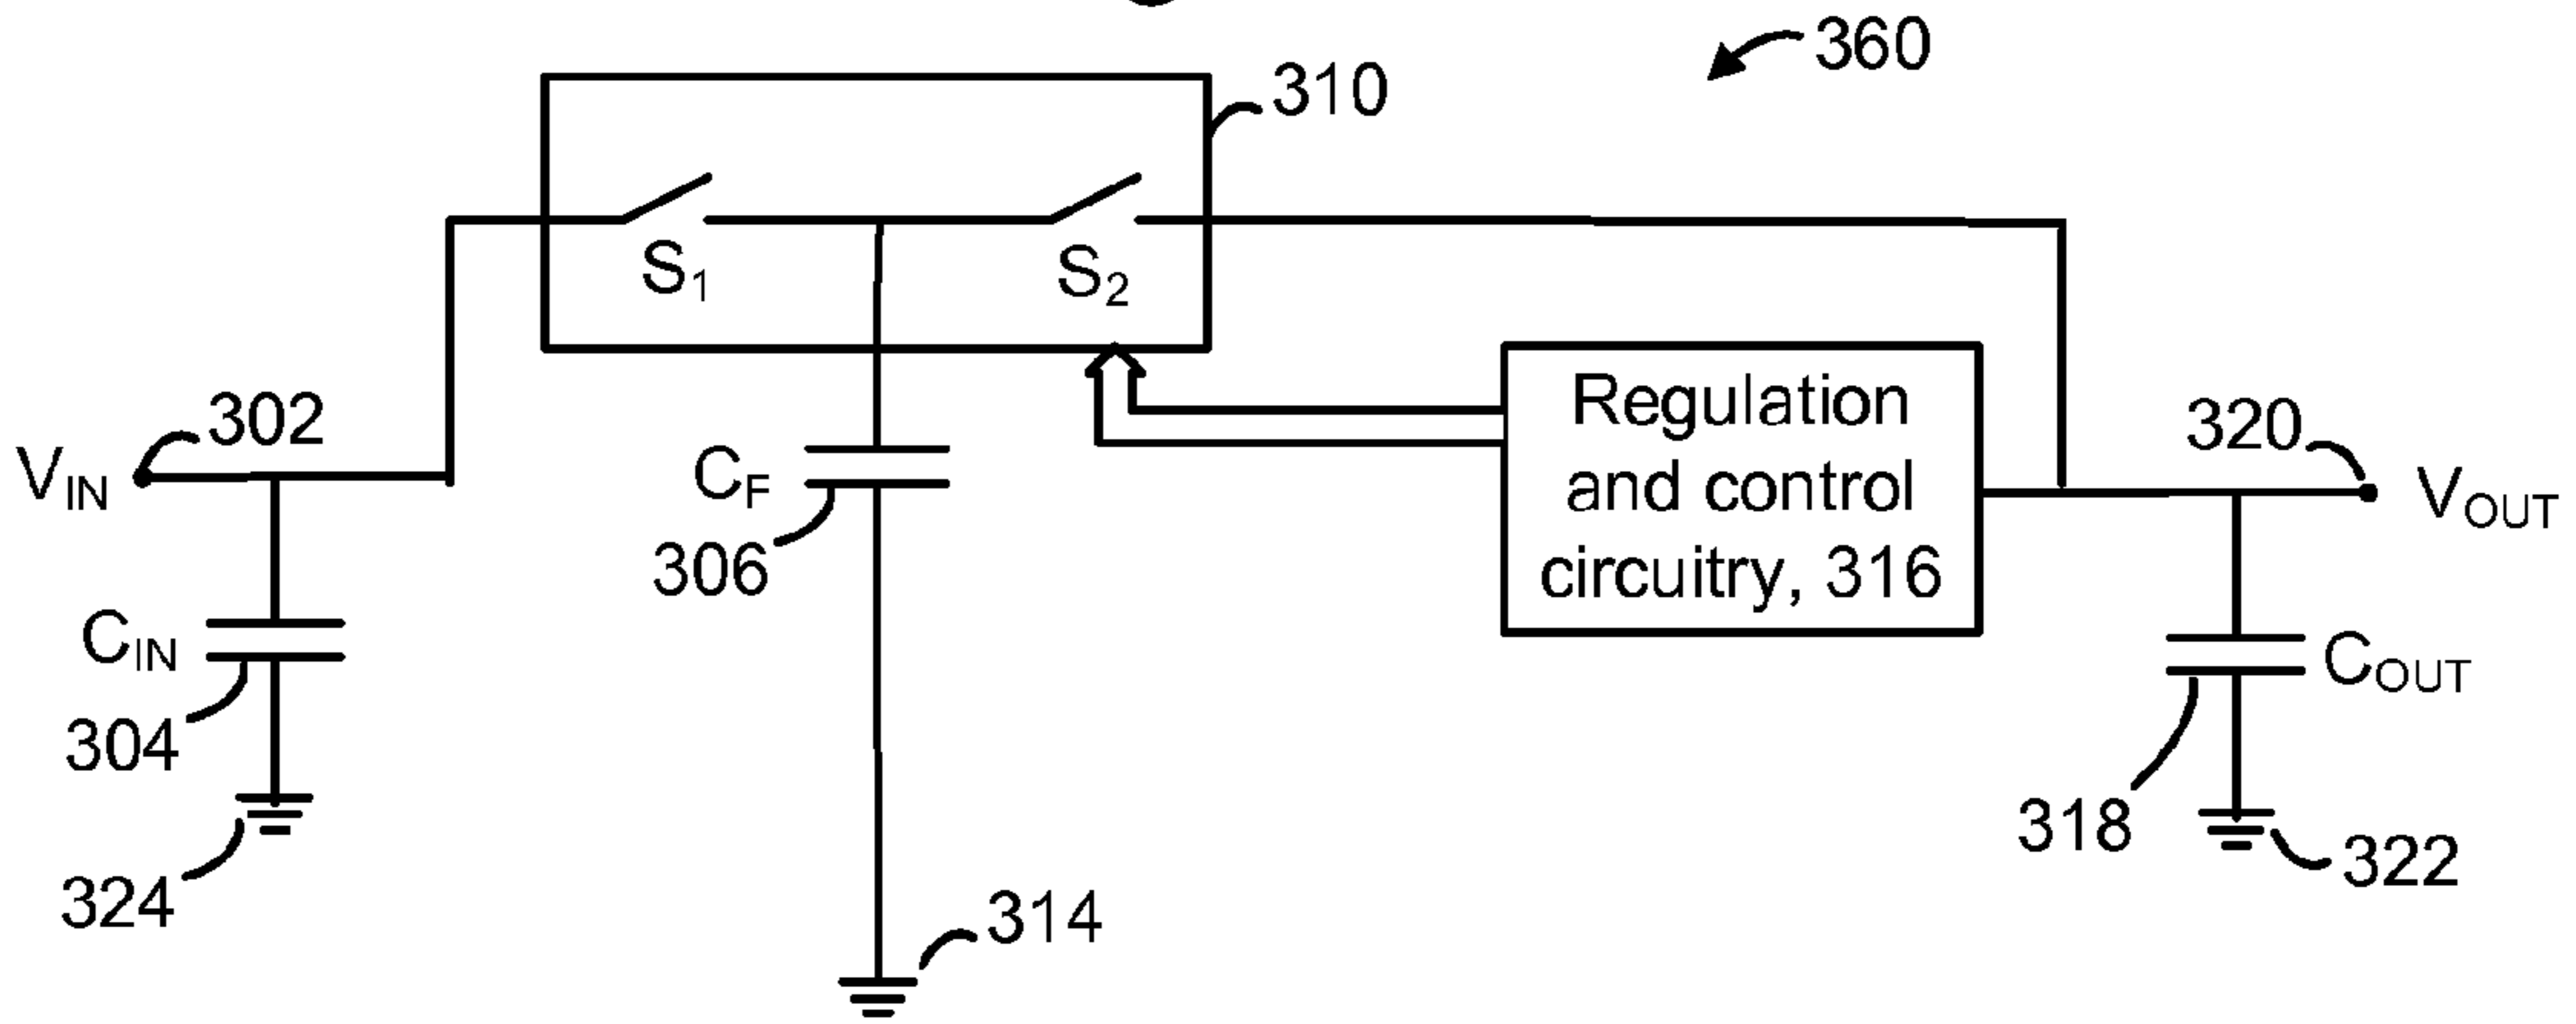 360
310
S1
S2
302
VIN
CF
306
Regulation
and control
circuitry, 316
320
VOUT
CIN
304
COUT
318
322
324
314